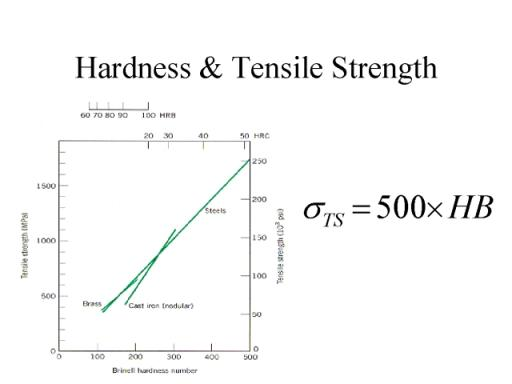 Hardness & Tensile Strength
60 70 80 90 100 HRB
20 30 40 50 HRC
250
1500
200
Steels
σTS = 500× HB
150
1000
Tensile strength (MPa)
Tensile strength (10³ psi)
100
500
Brass
Cast iron (nodular)
50
0
0
0 100 200 300 400 500
Brinell hardness number